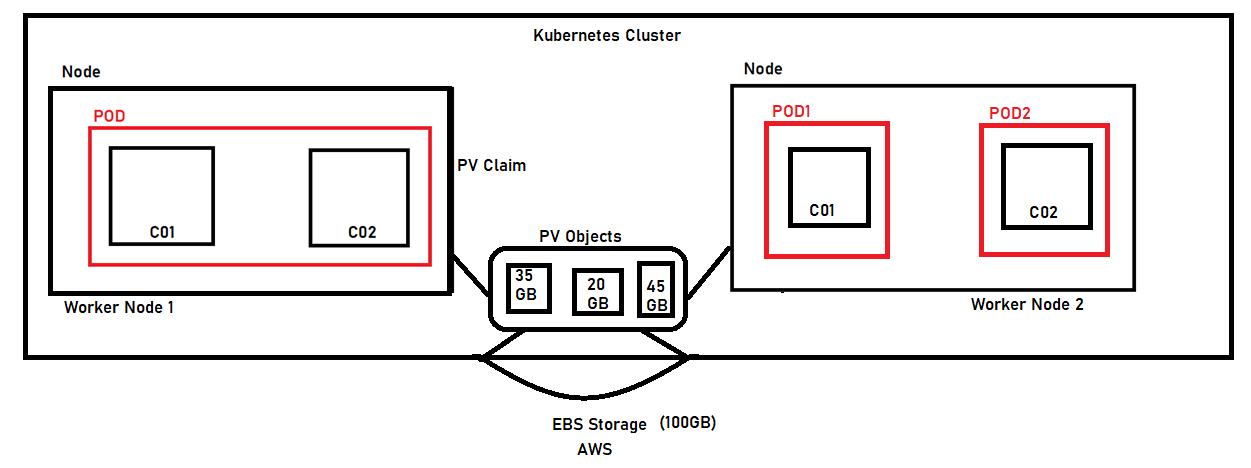 Kubernetes Cluster
Node
Node
POD
POD1
POD2
PV Claim
C01
C02
C01
C02
PV Objects
35
GB
20
GB
45
GB
Worker Node 1
Worker Node 2
EBS Storage (100GB)
AWS